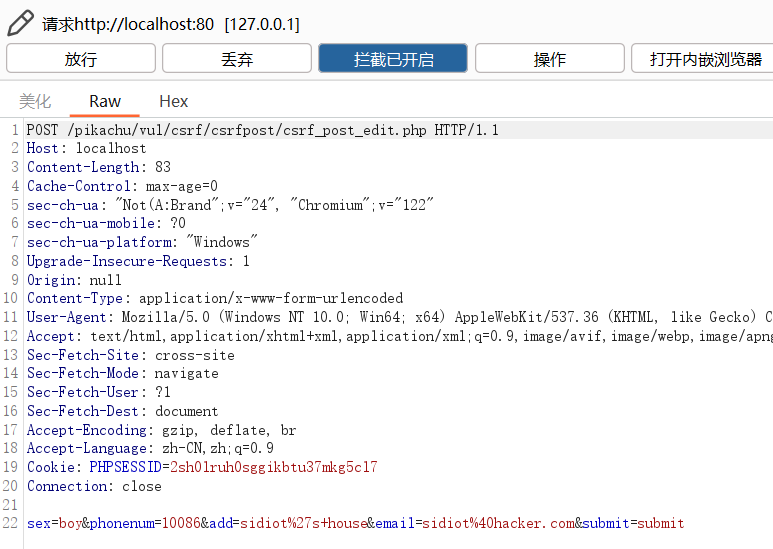 请求http://localhost:80 [127.0.0.1]
放行 丢弃 拦截已开启 操作 打开内嵌浏览器
美化 Raw Hex
1 POST /pikachu/vul/csrf/csrfpost/csrf_post_edit.php HTTP/1.1
2 Host: localhost
3 Content-Length: 83
4 Cache-Control: max-age=0
5 sec-ch-ua: "Not(A:Brand";v="24", "Chromium";v="122"
6 sec-ch-ua-mobile: ?0
7 sec-ch-ua-platform: "Windows"
8 Upgrade-Insecure-Requests: 1
9 Origin: null
10 Content-Type: application/x-www-form-urlencoded
11 User-Agent: Mozilla/5.0 (Windows NT 10.0; Win64; x64) AppleWebKit/537.36 (KHTML, like Gecko) C
12 Accept: text/html,application/xhtml+xml,application/xml;q=0.9,image/avif,image/webp,image/apng
13 Sec-Fetch-Site: cross-site
14 Sec-Fetch-Mode: navigate
15 Sec-Fetch-User: ?1
16 Sec-Fetch-Dest: document
17 Accept-Encoding: gzip, deflate, br
18 Accept-Language: zh-CN,zh;q=0.9
19 Cookie: PHPSESSID=2sh0lruh0sggikbtu37mkg5cl7
20 Connection: close
21
22 sex=boy&phonenum=10086&add=sidiot%27s+house&email=sidiot%40hacker.com&submit=submit